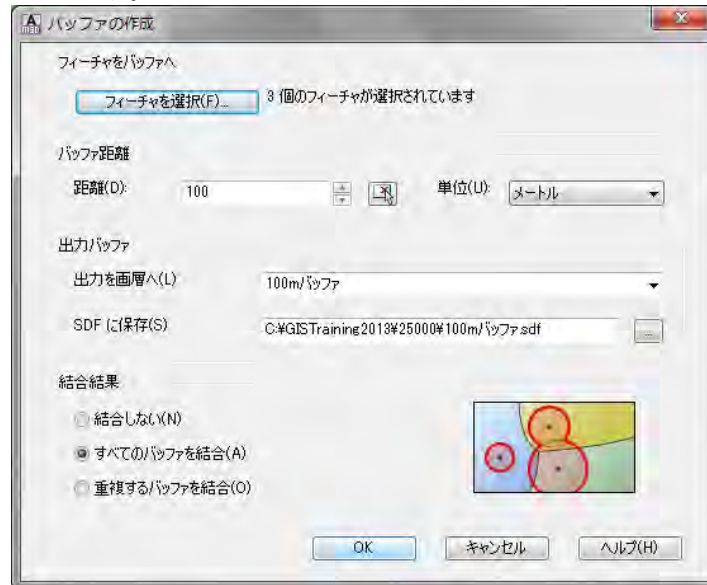 バッファの作成
フィーチャをバッファへ
フィーチャを選択(F)... 3 個のフィーチャが選択されています
バッファ距離
距離(D): 100 単位(U): メートル
出力バッファ
出力を画層へ(L) 100mバッファ
SDF に保存(S) C:¥GISTraining2013¥25000¥100mバッファ.sdf ...
結合結果
結合しない(N)
すべてのバッファを結合(A)
重複するバッファを結合(O)
OK キャンセル ヘルプ(H)